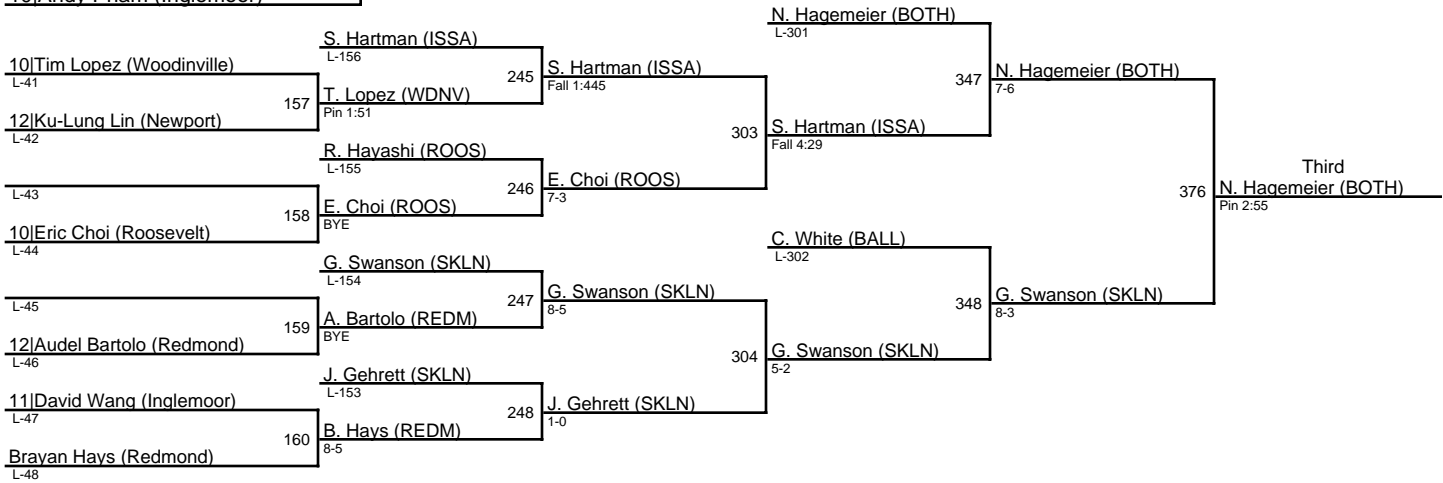 N. Hagemeier (BOTH)
L-301
S. Hartman (ISSA)
L-156
10|Tim Lopez (Woodinville)
L-41
245
S. Hartman (ISSA)
Fall 1:445
347
N. Hagemeier (BOTH)
7-6
157
T. Lopez (WDNV)
Pin 1:51
12|Ku-Lung Lin (Newport)
L-42
303
S. Hartman (ISSA)
Fall 4:29
R. Hayashi (ROOS)
L-155
L-43
246
E. Choi (ROOS)
7-3
Third
376
N. Hagemeier (BOTH)
Pin 2:55
158
E. Choi (ROOS)
BYE
10|Eric Choi (Roosevelt)
L-44
C. White (BALL)
L-302
G. Swanson (SKLN)
L-154
L-45
247
G. Swanson (SKLN)
8-5
348
G. Swanson (SKLN)
8-3
159
A. Bartolo (REDM)
BYE
12|Audel Bartolo (Redmond)
L-46
304
G. Swanson (SKLN)
5-2
J. Gehrett (SKLN)
L-153
11|David Wang (Inglemoor)
L-47
248
J. Gehrett (SKLN)
1-0
160
B. Hays (REDM)
8-5
Brayan Hays (Redmond)
L-48